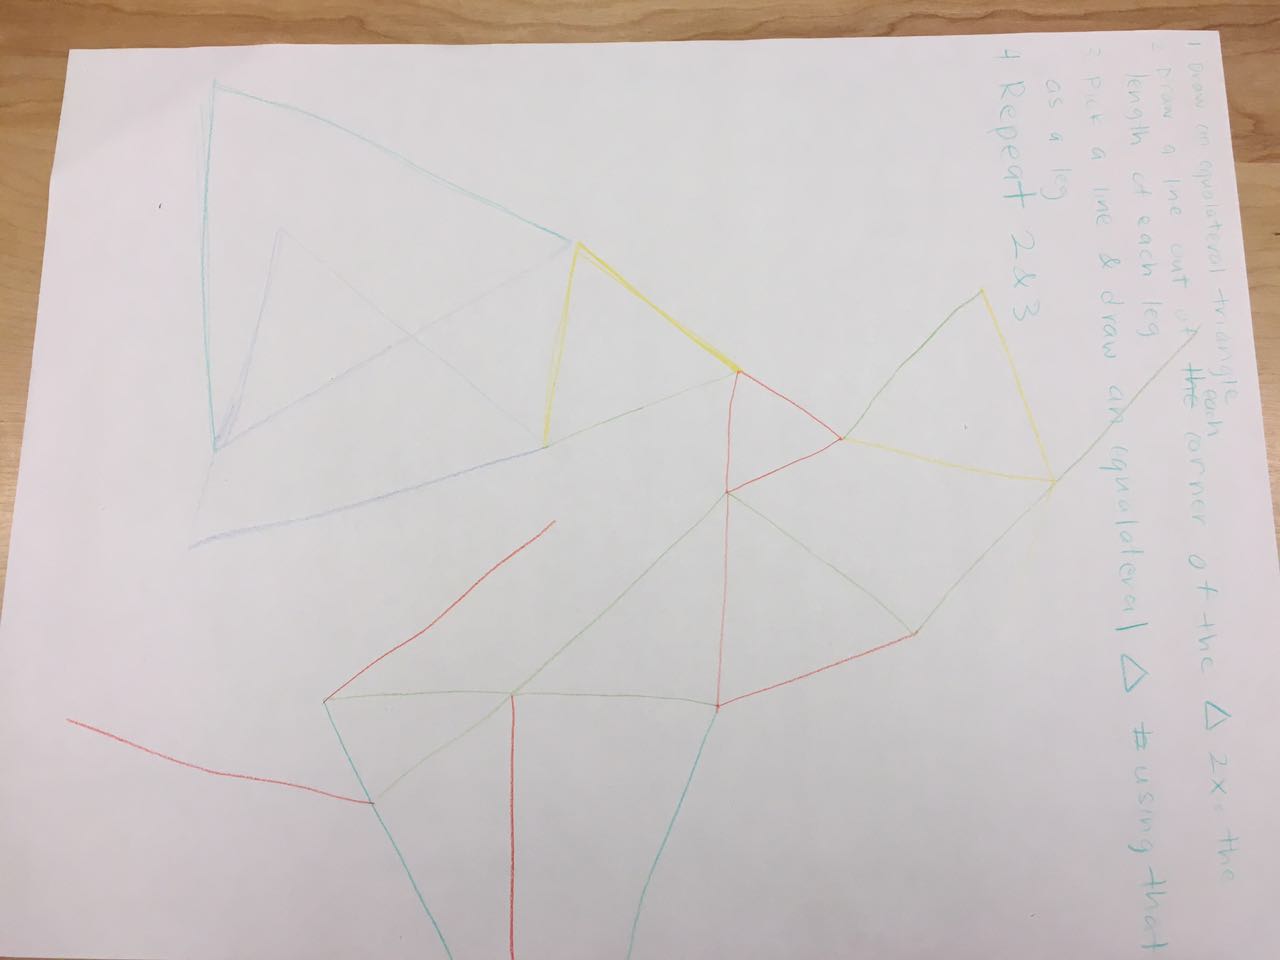 1 Draw an equalateral triangle
2 Draw a line out of the each corner of the △ 2x the
length of each leg
3 Pick a line & draw an equalateral △ using that
as a leg
4 Repeat 2&3